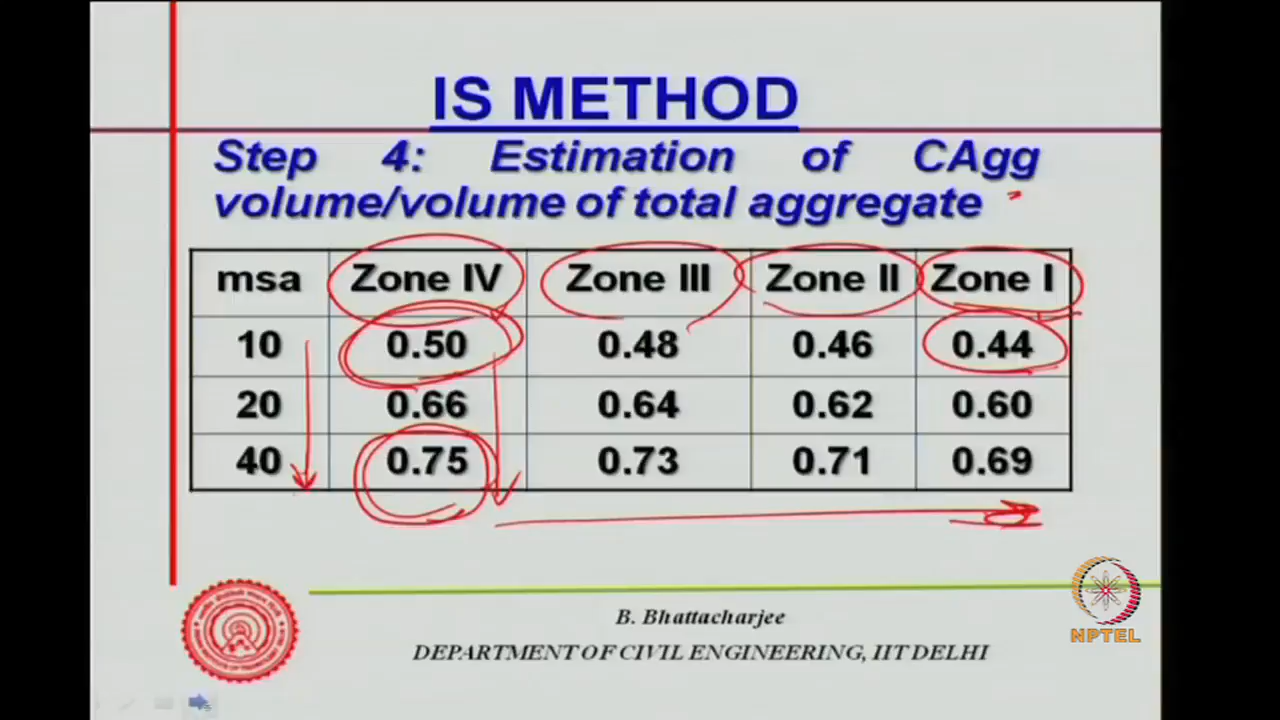 IS METHOD
Step 4: Estimation of CAgg
volume/volume of total aggregate
msa Zone IV Zone III Zone II Zone I
10 0.50 0.48 0.46 0.44
20 0.66 0.64 0.62 0.60
40 0.75 0.73 0.71 0.69
B. Bhattacharjee
DEPARTMENT OF CIVIL ENGINEERING, IIT DELHI
NPTEL